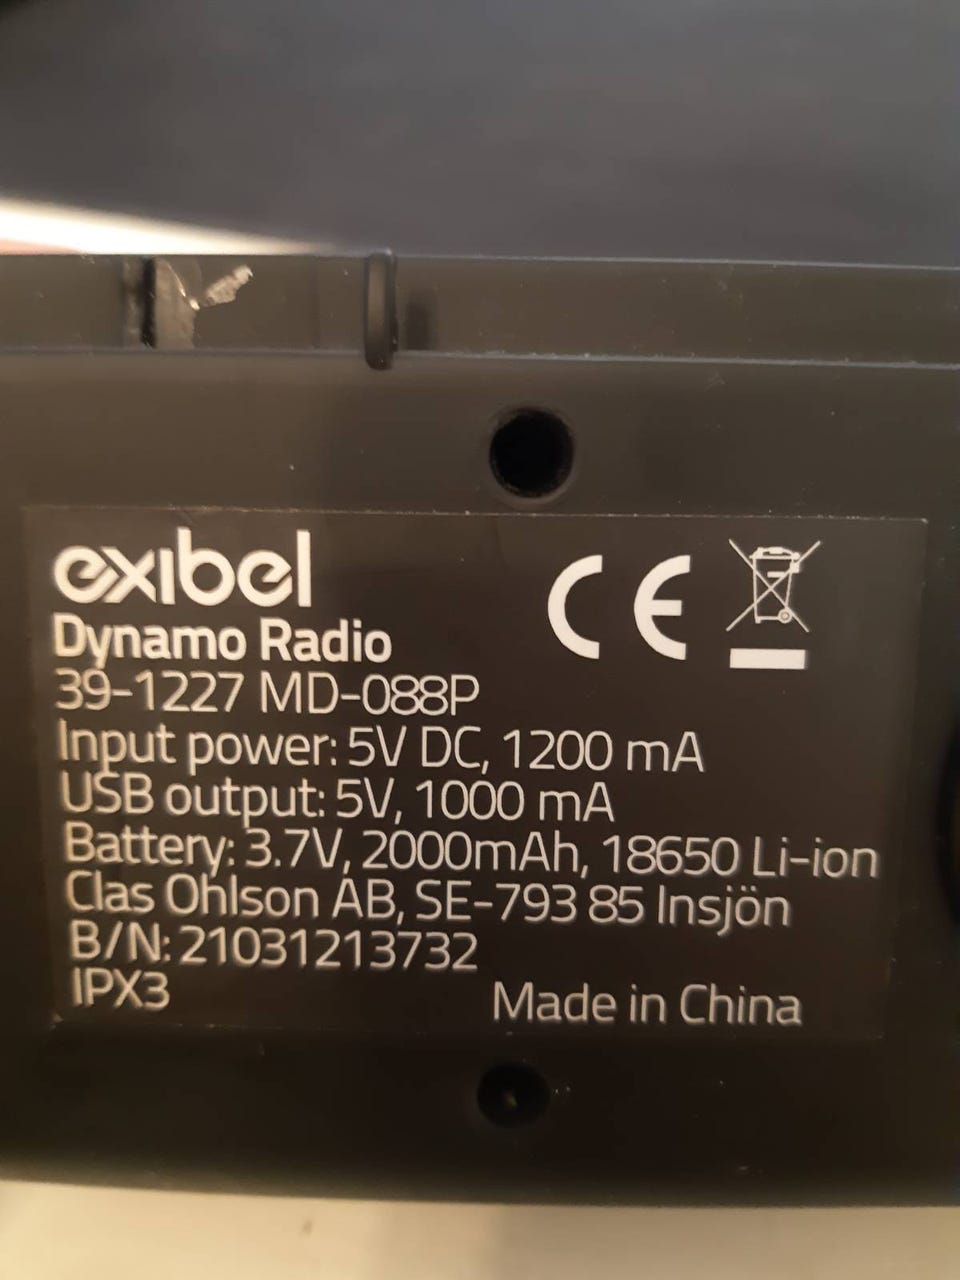 exibel
CE
Dynamo Radio
39-1227 MD-088P
Input power: 5V DC, 1200 mA
USB output: 5V, 1000 mA
Battery: 3.7V, 2000mAh, 18650 Li-ion
Clas Ohlson AB, SE-793 85 Insjön
B/N: 21031213732
IPX3
Made in China